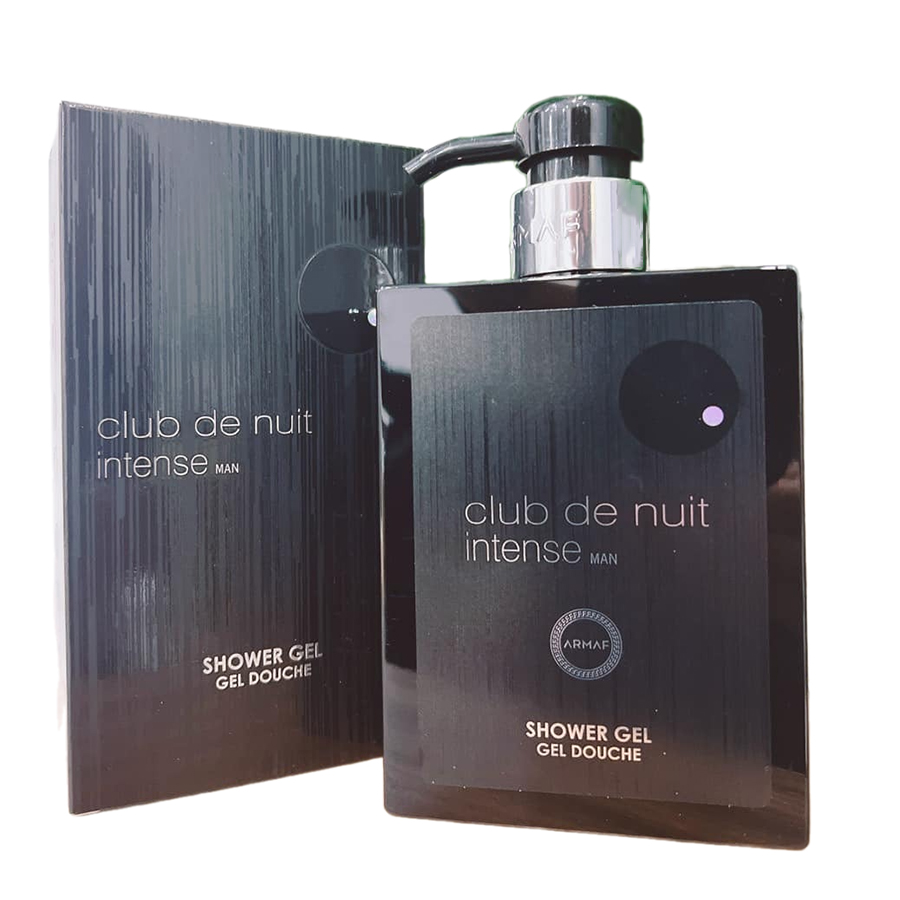 club de nuit
intense MAN
SHOWER GEL
GEL DOUCHE
ARMAF
club de nuit
intense MAN
ARMAF
SHOWER GEL
GEL DOUCHE